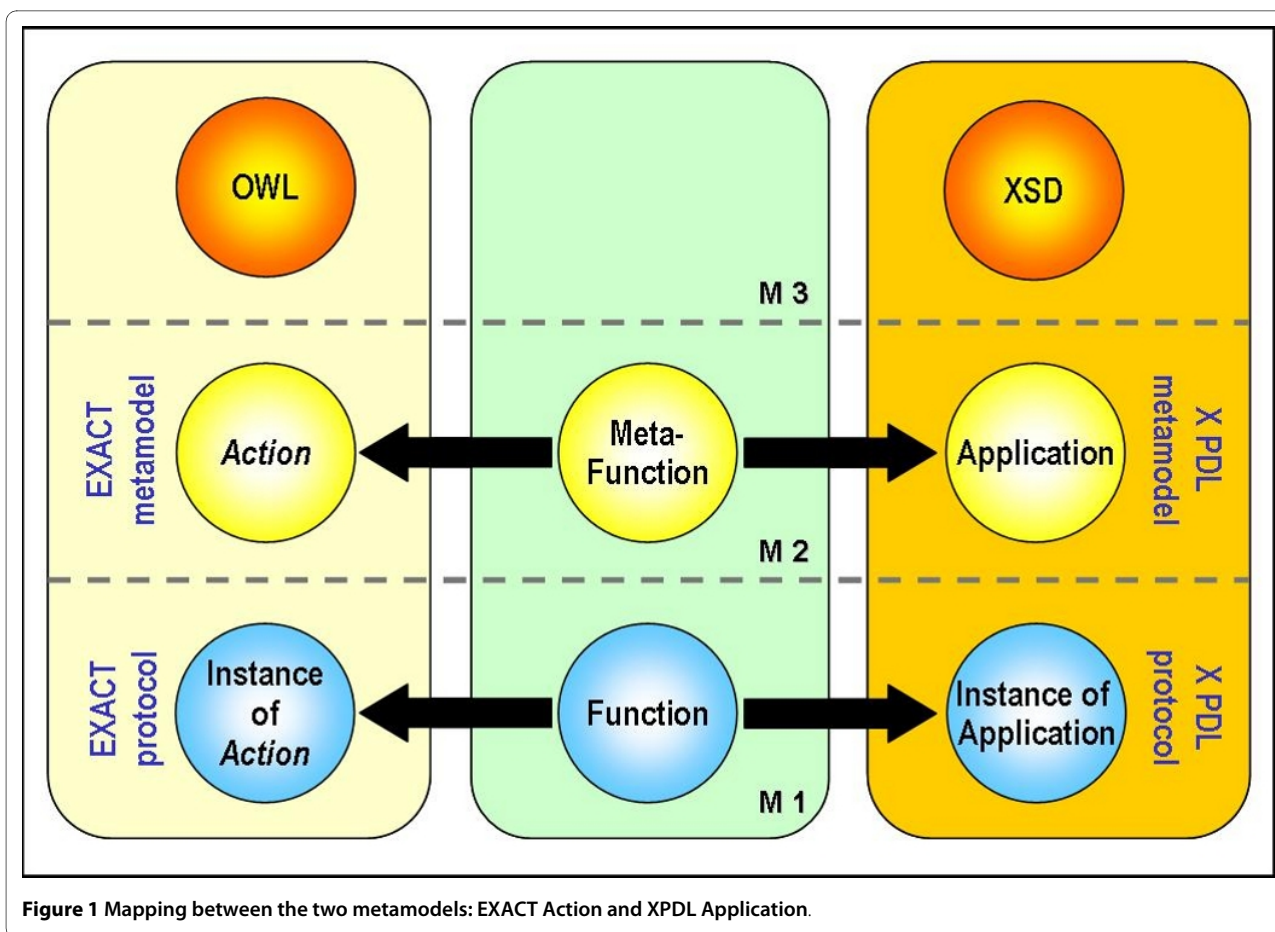 OWL
XSD
M 3
EXACT
metamodel
Action
Meta-
Function
Application
X PDL
metamodel
M 2
EXACT
protocol
Instance
of
Action
Function
Instance of
Application
X PDL
protocol
M 1
Figure 1 Mapping between the two metamodels: EXACT Action and XPDL Application.